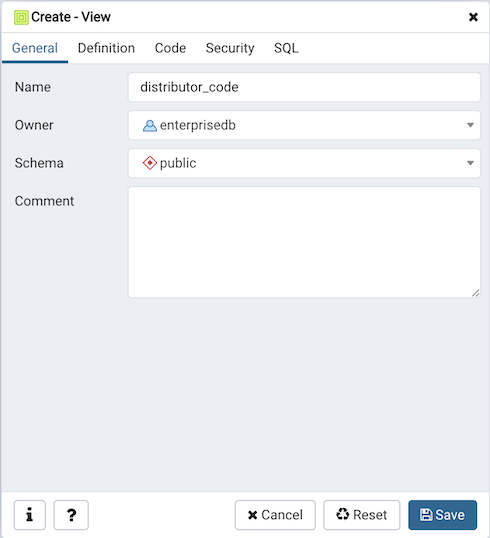 Create - View
General Definition Code Security SQL
Name distributor_code
Owner enterprisedb
Schema public
Comment
i ? Cancel Reset Save